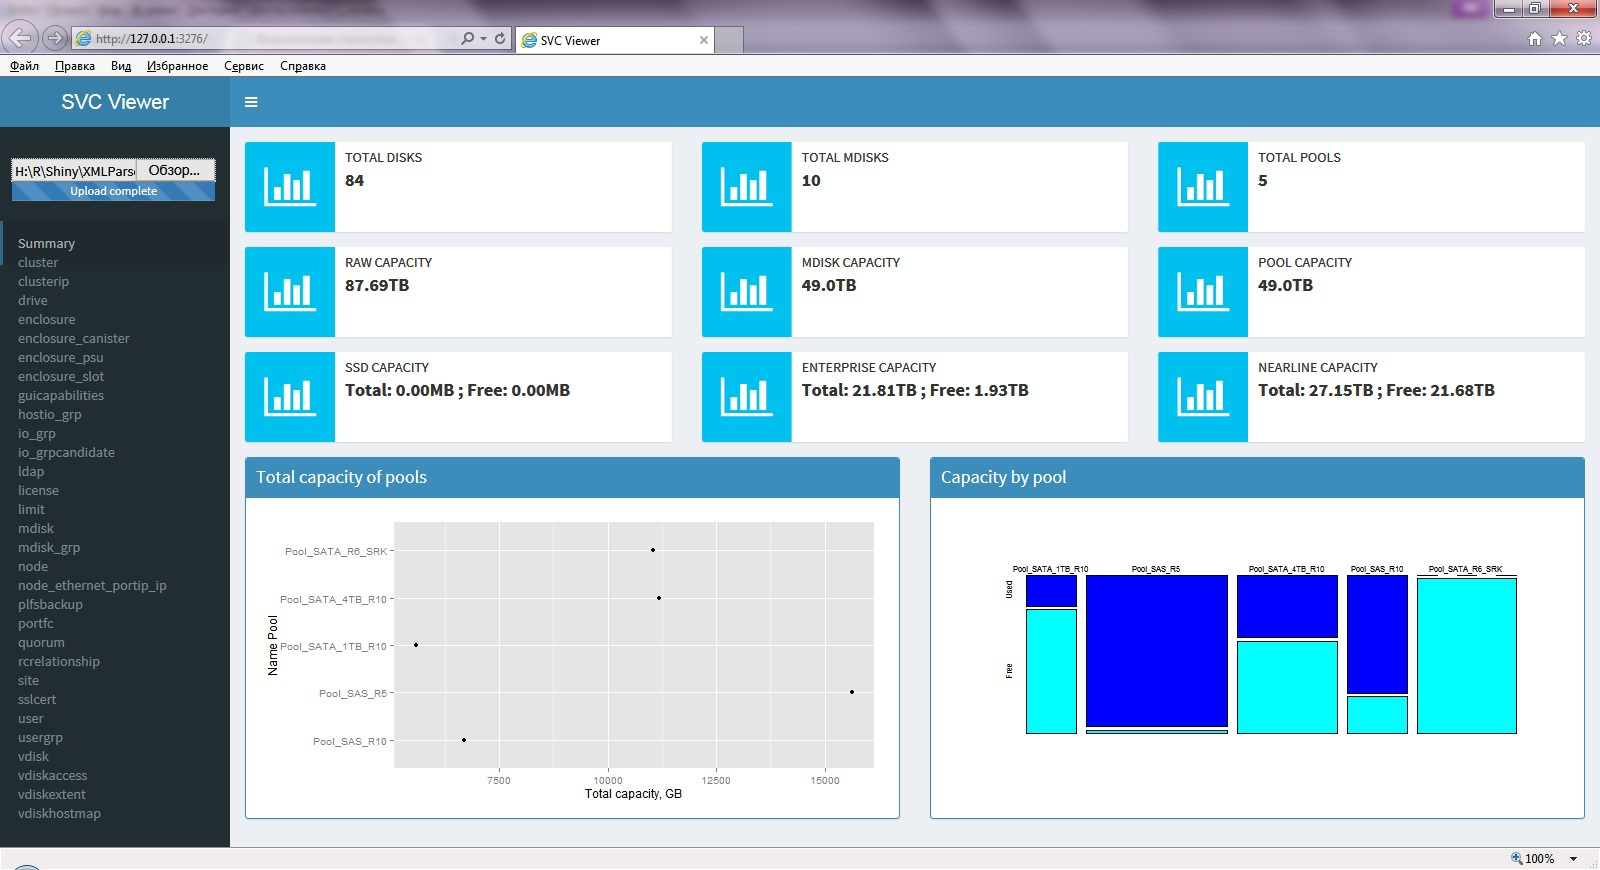 http://127.0.0.1:3276/
SVC Viewer
Файл Правка Вид Избранное Сервис Справка
SVC Viewer
H:\R\Shiny\XMLParse Обзор...
Upload complete
Summary
cluster
clusterip
drive
enclosure
enclosure_canister
enclosure_psu
enclosure_slot
guicapabilities
hostio_grp
io_grp
io_grpcandidate
ldap
license
limit
mdisk
mdisk_grp
node
node_ethernet_portip_ip
plfsbackup
portfc
quorum
rcrelationship
site
sslcert
user
usergrp
vdisk
vdiskaccess
vdiskextent
vdiskhostmap
TOTAL DISKS
84
TOTAL MDISKS
10
TOTAL POOLS
5
RAW CAPACITY
87.69TB
MDISK CAPACITY
49.0TB
POOL CAPACITY
49.0TB
SSD CAPACITY
Total: 0.00MB ; Free: 0.00MB
ENTERPRISE CAPACITY
Total: 21.81TB ; Free: 1.93TB
NEARLINE CAPACITY
Total: 27.15TB ; Free: 21.68TB
Total capacity of pools
Name Pool
Pool_SATA_R6_SRK
Pool_SATA_4TB_R10
Pool_SATA_1TB_R10
Pool_SAS_R5
Pool_SAS_R10
7500 10000 12500 15000
Total capacity, GB
Capacity by pool
Pool_SATA_1TB_R10 Pool_SAS_R5 Pool_SATA_4TB_R10 Pool_SAS_R10 Pool_SATA_R6_SRK
Used
Free
100%